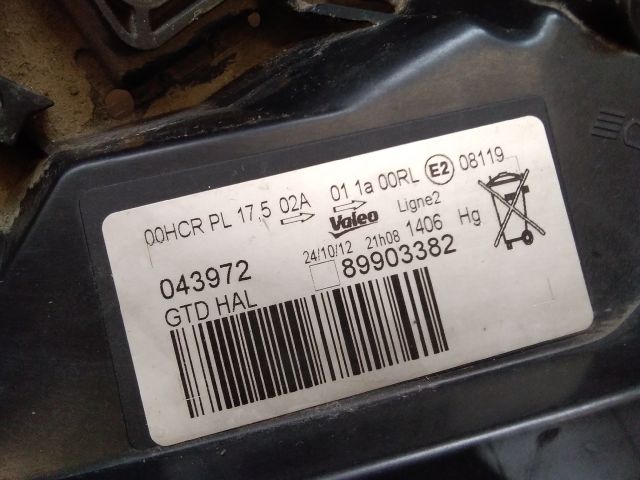 00HCR PL 17,5 02A 01 1a 00RL E2 08119
Valeo Ligne2
24/10/12 21h08 1406 Hg
043972 89903382
GTD HAL